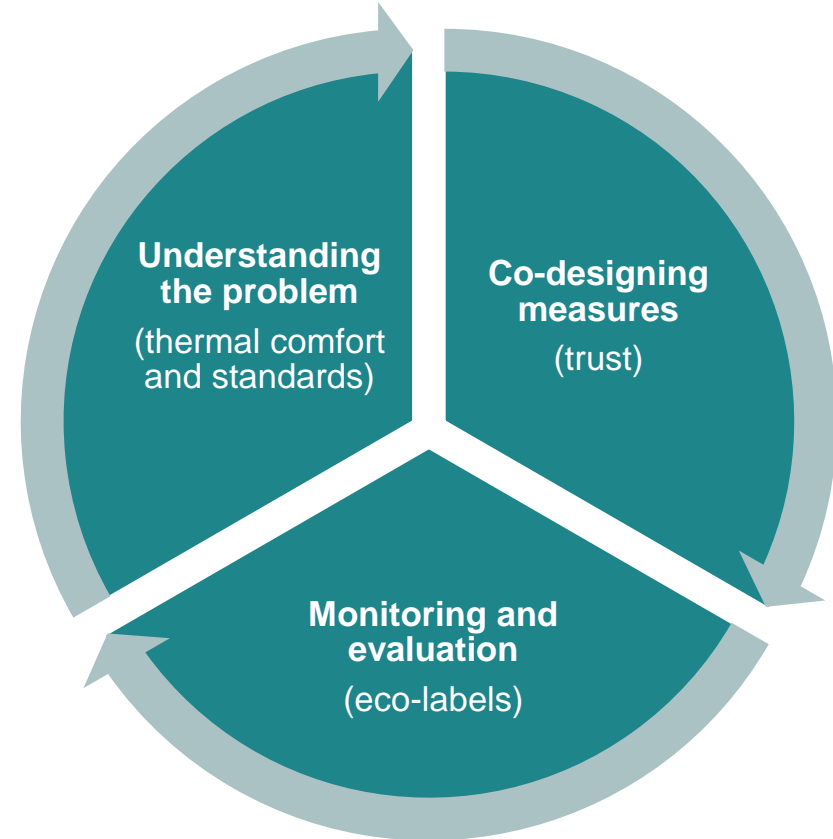 Understanding
the problem
(thermal comfort
and standards)
Co-designing
measures
(trust)
Monitoring and
evaluation
(eco-labels)